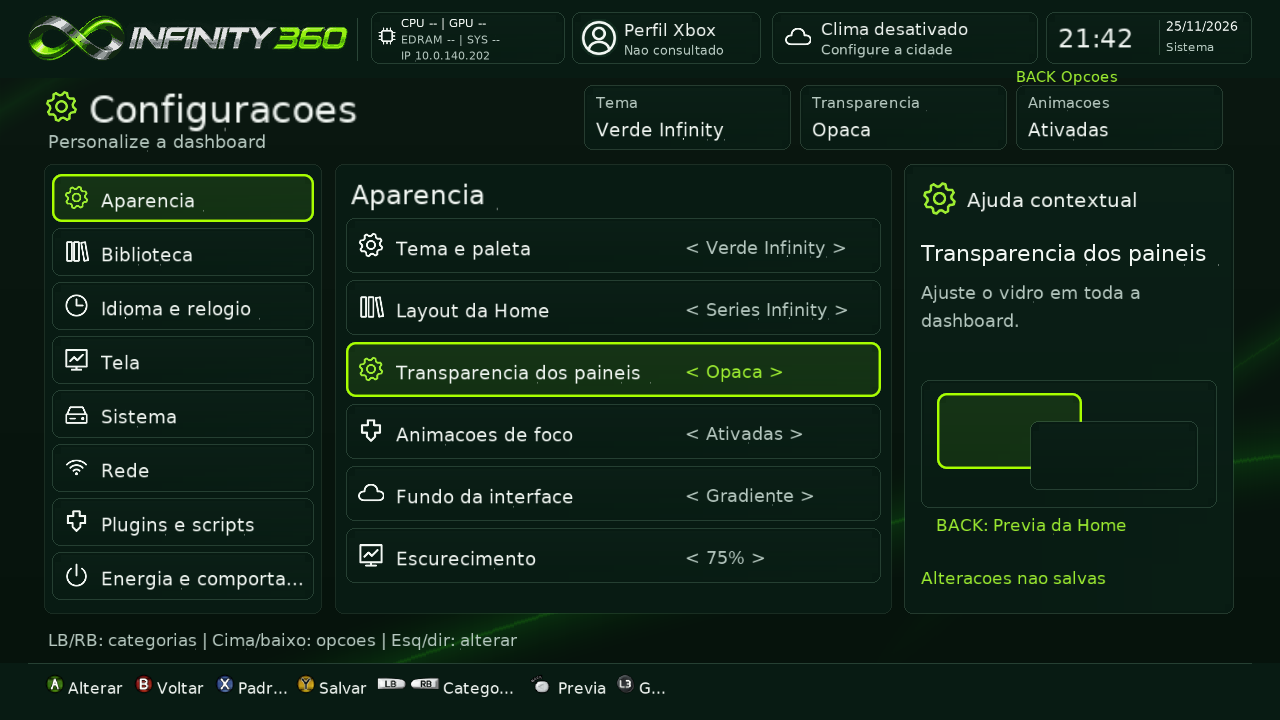 INFINITY 360
CPU -- | GPU --
EDRAM -- | SYS --
IP 10.0.140.202
Perfil Xbox
Nao consultado
Clima desativado
Configure a cidade
21:42
25/11/2026
Sistema
BACK Opcoes
Configuracoes
Personalize a dashboard
Tema
Verde Infinity
Transparencia
Opaca
Animacoes
Ativadas
Aparencia
Biblioteca
Idioma e relogio
Tela
Sistema
Rede
Plugins e scripts
Energia e comporta...
Aparencia
Tema e paleta < Verde Infinity >
Layout da Home < Series Infinity >
Transparencia dos paineis < Opaca >
Animacoes de foco < Ativadas >
Fundo da interface < Gradiente >
Escurecimento < 75% >
Ajuda contextual
Transparencia dos paineis
Ajuste o vidro em toda a
dashboard.
BACK: Previa da Home
Alteracoes nao salvas
LB/RB: categorias | Cima/baixo: opcoes | Esq/dir: alterar
A Alterar B Voltar X Padr... Y Salvar LB RB Catego... Previa L3 G...